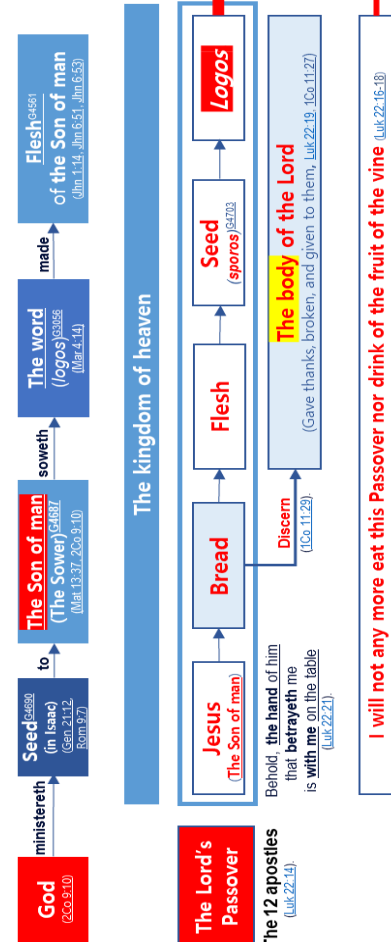 God
(2Co 9:10)
ministereth
Seed G4690
(in Isaac)
(Gen 21:12,
Rom 9:7)
to
The Son of man
(The Sower) G4687
(Mat 13:37, 2Co 9:10)
soweth
The word
(logos) G3056
(Mar 4:14)
made
Flesh G4561
of the Son of man
(Jhn 1:14, Jhn 6:51, Jhn 6:53)
The kingdom of heaven
The Lord's
Passover
Jesus
(The Son of man)
Bread
Flesh
Seed
(sporos) G4703
Logos
he 12 apostles
(Luk 22:14).
Behold, the hand of him
that betrayeth me
is with me on the table
(Luk 22:21).
Discern
(1Co 11:29).
The body of the Lord
(Gave thanks, broken, and given to them, Luk 22:19, 1Co 11:27)
I will not any more eat this Passover nor drink of the fruit of the vine (Luk 22:16-18)